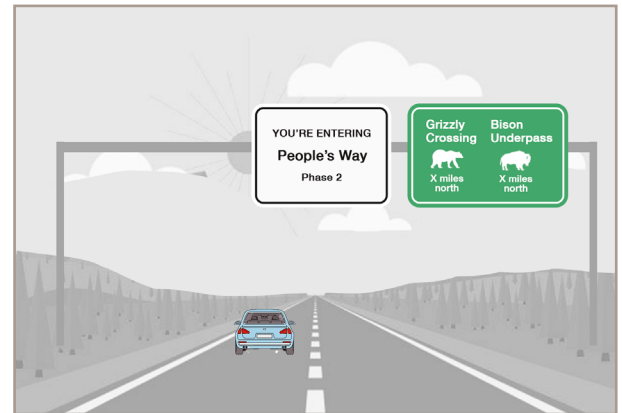 YOU'RE ENTERING
People's Way
Phase 2
Grizzly
Crossing
X miles
north
Bison
Underpass
X miles
north